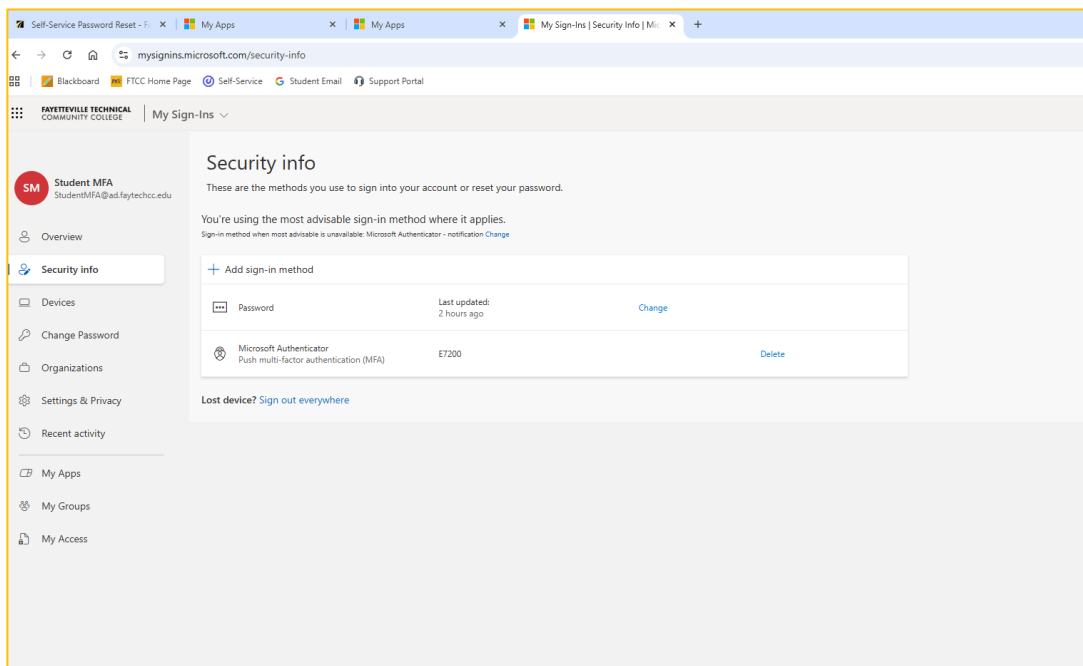 Self-Service Password Reset - F
My Apps
My Apps
My Sign-Ins | Security Info | Mic
mysignins.microsoft.com/security-info
Blackboard
FTCC Home Page
Self-Service
Student Email
Support Portal
FAYETTEVILLE TECHNICAL
COMMUNITY COLLEGE
My Sign-Ins
SM
Student MFA
StudentMFA@ad.faytechcc.edu
Overview
Security info
Devices
Change Password
Organizations
Settings & Privacy
Recent activity
My Apps
My Groups
My Access
Security info
These are the methods you use to sign into your account or reset your password.
You're using the most advisable sign-in method where it applies.
Sign-in method when most advisable is unavailable: Microsoft Authenticator - notification Change
+ Add sign-in method
Password
Last updated:
2 hours ago
Change
Microsoft Authenticator
Push multi-factor authentication (MFA)
E7200
Delete
Lost device? Sign out everywhere